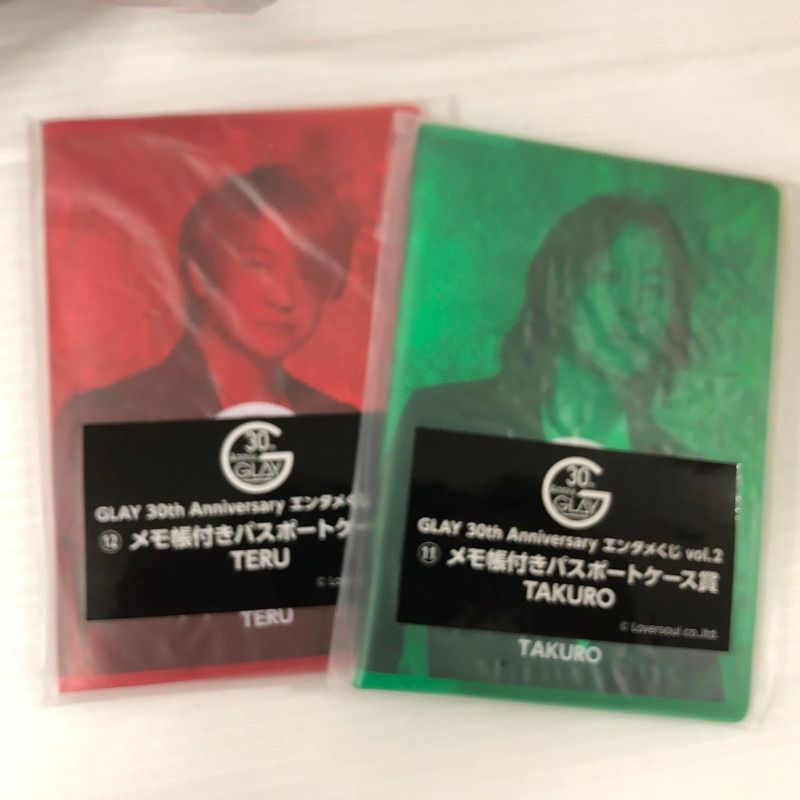 30th
Anniversary
GLAY
GLAY 30th Anniversary エンタメくじ
⑫ メモ帳付きパスポートケー
TERU
© Lovers
TERU
30th
GLAY
GLAY 30th Anniversary エンタメくじ vol.2
⑪ メモ帳付きパスポートケース賞
TAKURO
© Loversoul co.,ltd.
TAKURO